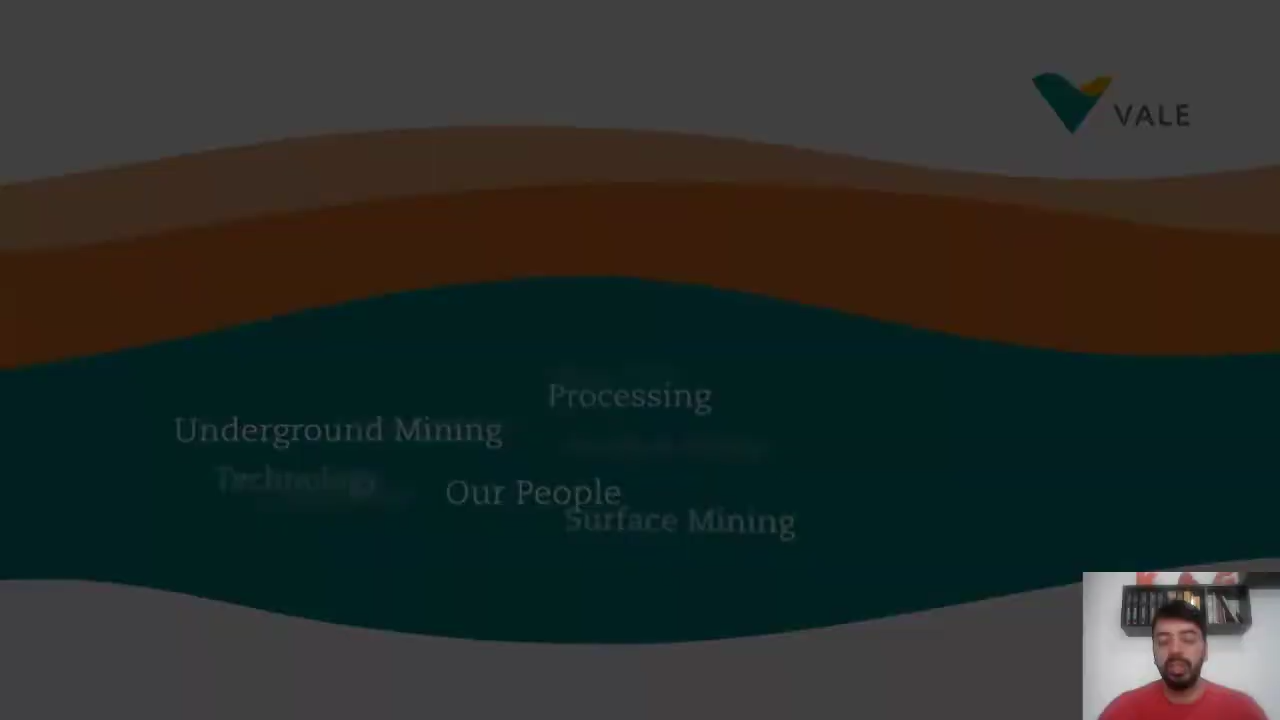 VALE
Processing
Underground Mining
Technology
Our People
Surface Mining